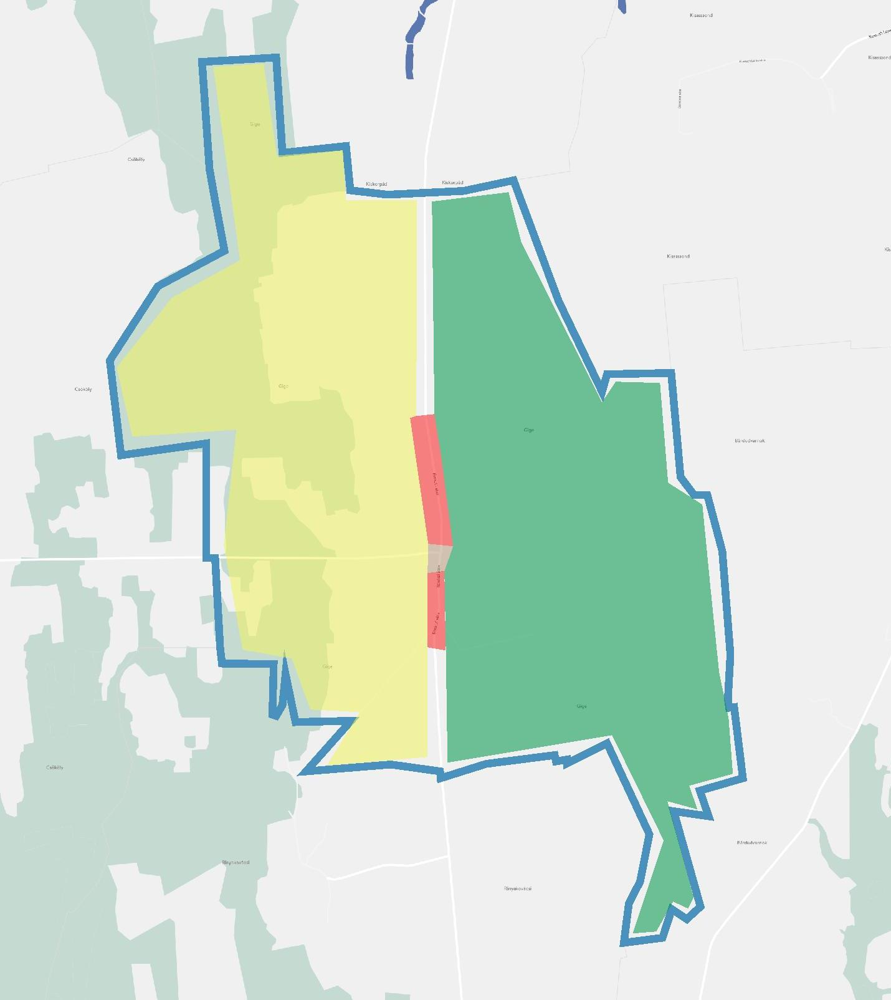 Kisasszond
Kisasszond
Gige
Csököly
Kiskorpád
Kiskorpád
Kisasszond
Gige
Csököly
Gige
Bárdudvarnok
Gige
Gige
Csököly
Bárdudvarnok
Rinyakovácsi
Rinyakovácsi